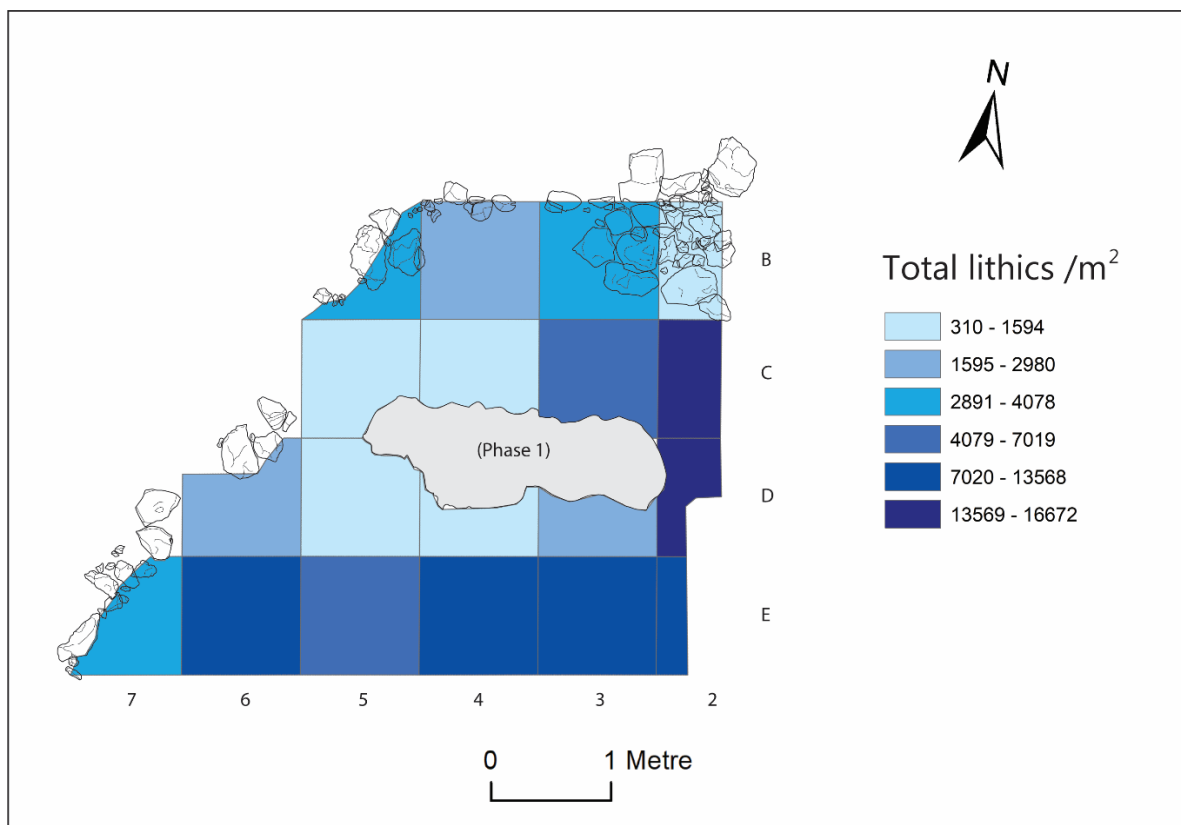 N
B
Total lithics /m²
310 - 1594
C
1595 - 2980
2891 - 4078
4079 - 7019
(Phase 1)
7020 - 13568
D
13569 - 16672
E
7 6 5 4 3 2
0 1 Metre